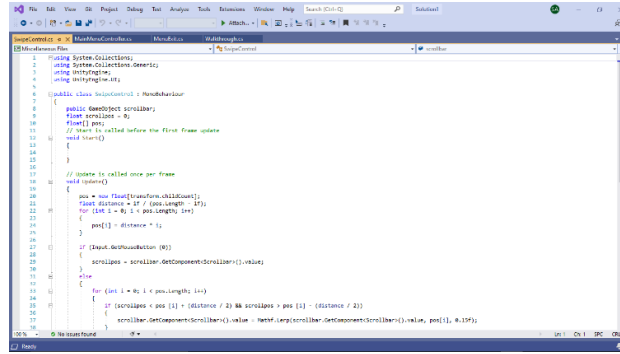 File Edit View Git Project Debug Test Analyze Tools Extensions Window Help Search (Ctrl+Q) Solution1
Attach...
SwipeControl.cs MainMenuController.cs MenuExit.cs Walkthrough.cs
Miscellaneous Files SwipeControl scrollbar
1 using System.Collections;
2 using System.Collections.Generic;
3 using UnityEngine;
4 using UnityEngine.UI;
5
6 public class SwipeControl : MonoBehaviour
7 {
8 public GameObject scrollbar;
9 float scrollpos = 0;
10 float[] pos;
11 // Start is called before the first frame update
12 void Start()
13 {
14
15 }
16
17 // Update is called once per frame
18 void Update()
19 {
20 pos = new float[transform.childCount];
21 float distance = 1f / (pos.Length - 1f);
22 for (int i = 0; i < pos.Length; i++)
23 {
24 pos[i] = distance * i;
25 }
26
27 if (Input.GetMouseButton (0))
28 {
29 scrollpos = scrollbar.GetComponent<Scrollbar>().value;
30 }
31 else
32 {
33 for (int i = 0; i < pos.Length; i++)
34 {
35 if (scrollpos < pos [i] + (distance / 2) && scrollpos > pos [i] - (distance / 2))
36 {
37 scrollbar.GetComponent<Scrollbar>().value = Mathf.Lerp(scrollbar.GetComponent<Scrollbar>().value, pos[i], 0.15f);
38 }
100 % No issues found Ln: 1 Ch: 1 SPC
Ready